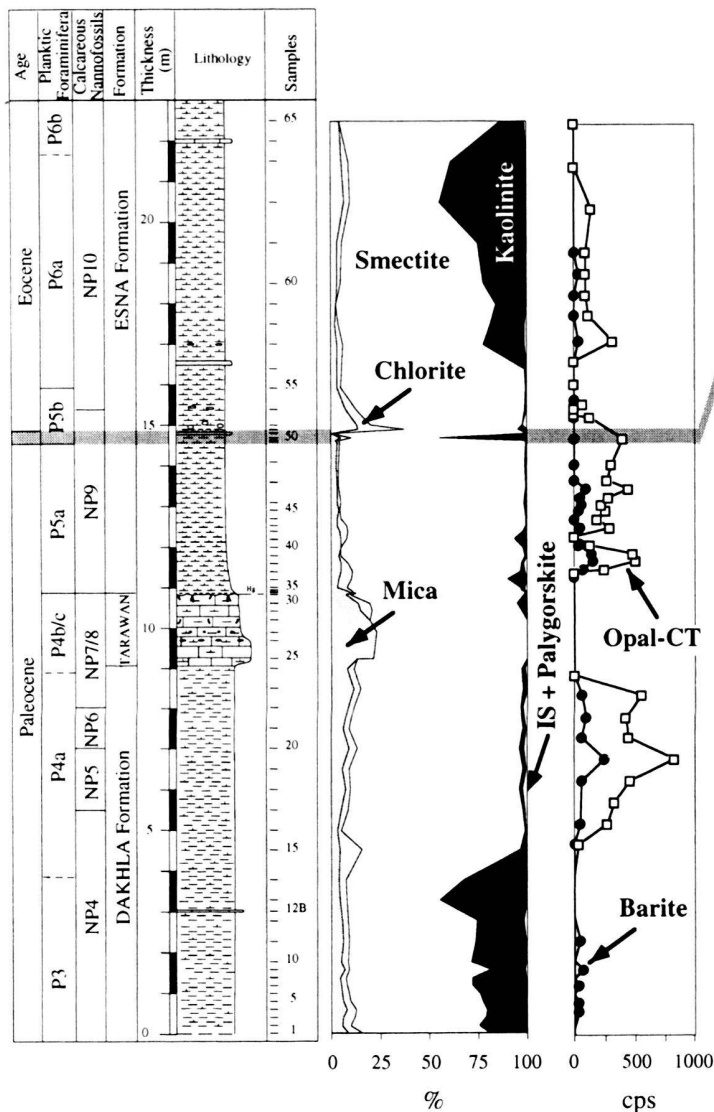 Age
Planktic
Foraminifera
Calcareous
Nannofossils
Formation
Thickness
(m)
Lithology
Samples
Eocene
Paleocene
P6b
P6a
P5b
P5a
P4b/c
P4a
P3
NP10
NP9
NP7/8
NP6
NP5
NP4
ESNA Formation
TARAWAN
DAKHLA Formation
20
15
10
5
0
65
60
55
50
45
40
35
30
25
20
15
12B
10
5
1
Smectite
Kaolinite
Chlorite
Mica
IS + Palygorskite
Opal-CT
Barite
0 25 50 75 100
%
0 500 1000
cps